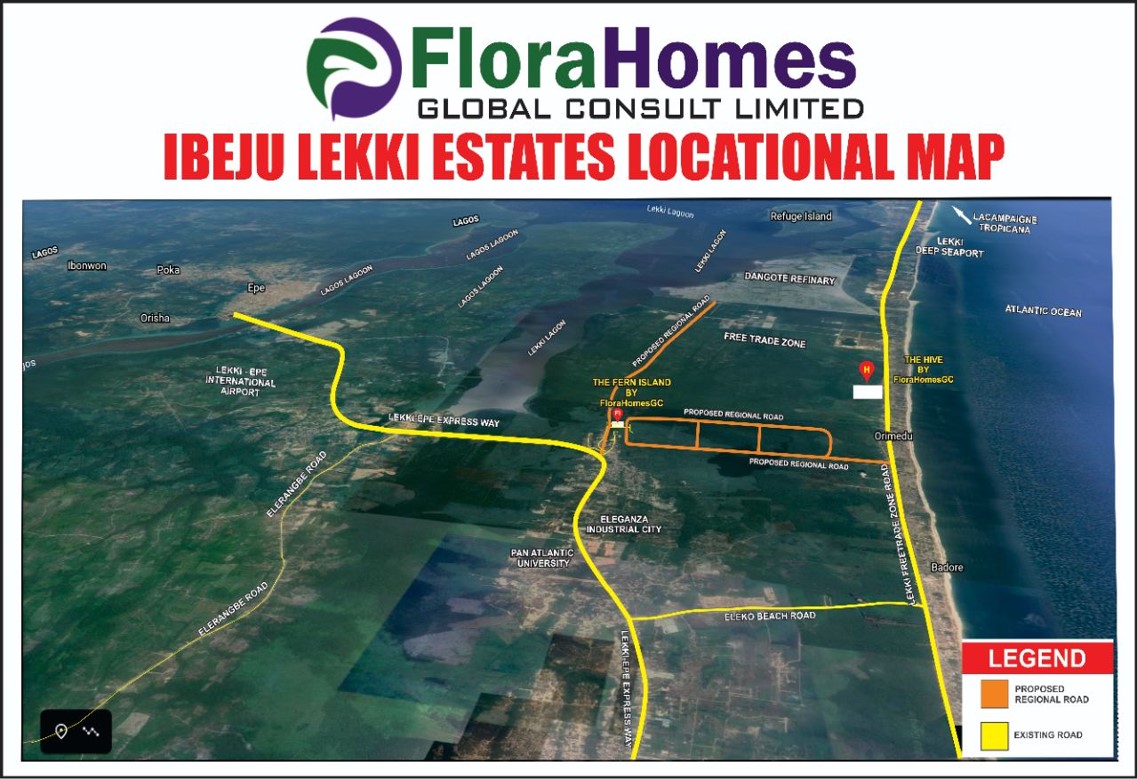 FloraHomes
GLOBAL CONSULT LIMITED
IBEJU LEKKI ESTATES LOCATIONAL MAP
LAGOS
Lekki Lagoon
Refuge Island
LACAMPAIGNE
TROPICANA
LAGOS
LAGOS LAGOON
LEKKI LAGON
LEKKI
DEEP SEAPORT
Ibonwon
Poka
LAGOS LAGOON
LAGOS LAGOON
DANGOTE REFINARY
Epe
ATLANTIC OCEAN
Orisha
PROPOSED REGIONAL ROAD
LEKKI LAGON
FREE TRADE ZONE
LEKKI - EPE
INTERNATIONAL
AIRPORT
H
THE HIVE
BY
FloraHomesGC
THE FERN ISLAND
BY
FloraHomesGC
FI
LEKKI-EPE EXPRESS WAY
PROPOSED REGIONAL ROAD
Orimedu
PROPOSED REGIONAL ROAD
ELERANGBE ROAD
ELEGANZA
INDUSTRIAL CITY
LEKKI FREETRADE ZONE ROAD
PAN ATLANTIC
UNIVERSITY
Badore
ELERANGBE ROAD
ELEKO BEACH ROAD
LEKKI-EPE EXPRESS WAY
LEGEND
PROPOSED
REGIONAL ROAD
EXISTING ROAD